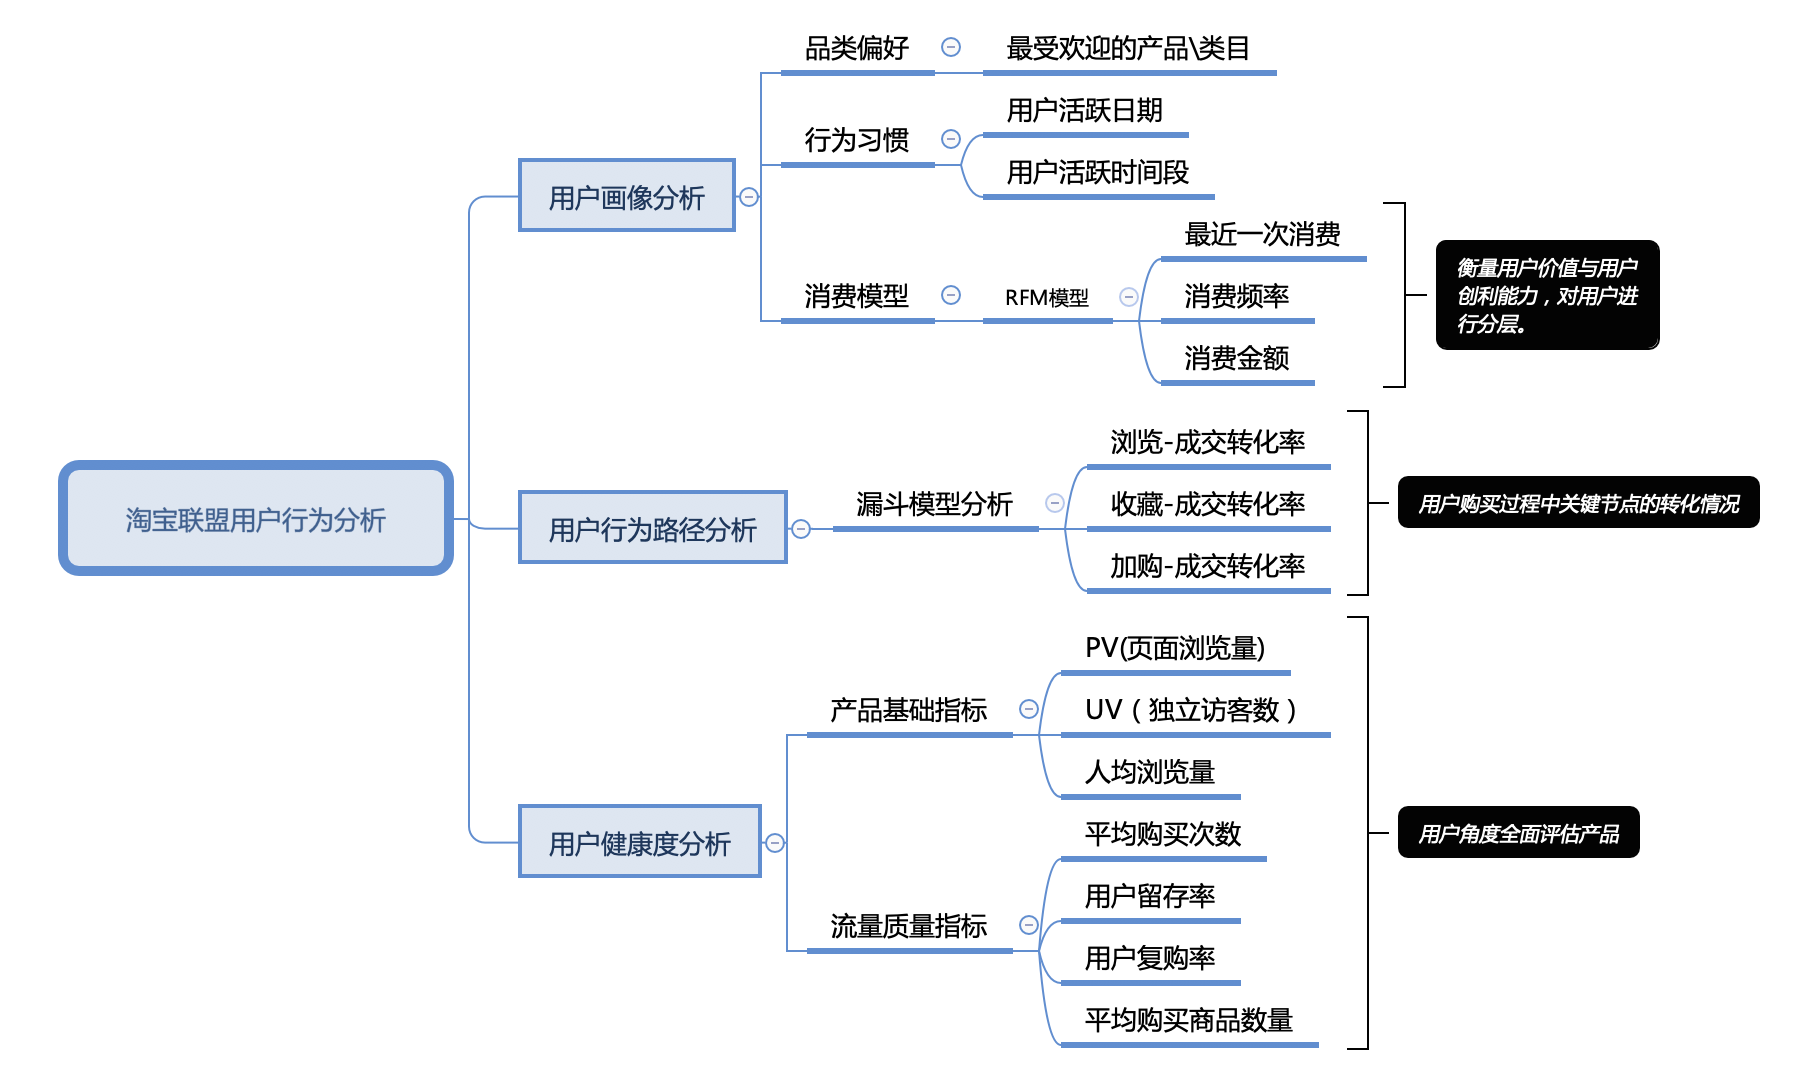 淘宝联盟用户行为分析
用户画像分析
品类偏好
最受欢迎的产品\类目
行为习惯
用户活跃日期
用户活跃时间段
消费模型
RFM模型
最近一次消费
消费频率
消费金额
衡量用户价值与用户
创利能力，对用户进
行分层。
用户行为路径分析
漏斗模型分析
浏览-成交转化率
收藏-成交转化率
加购-成交转化率
用户购买过程中关键节点的转化情况
用户健康度分析
产品基础指标
PV(页面浏览量)
UV（独立访客数）
人均浏览量
流量质量指标
平均购买次数
用户留存率
用户复购率
平均购买商品数量
用户角度全面评估产品